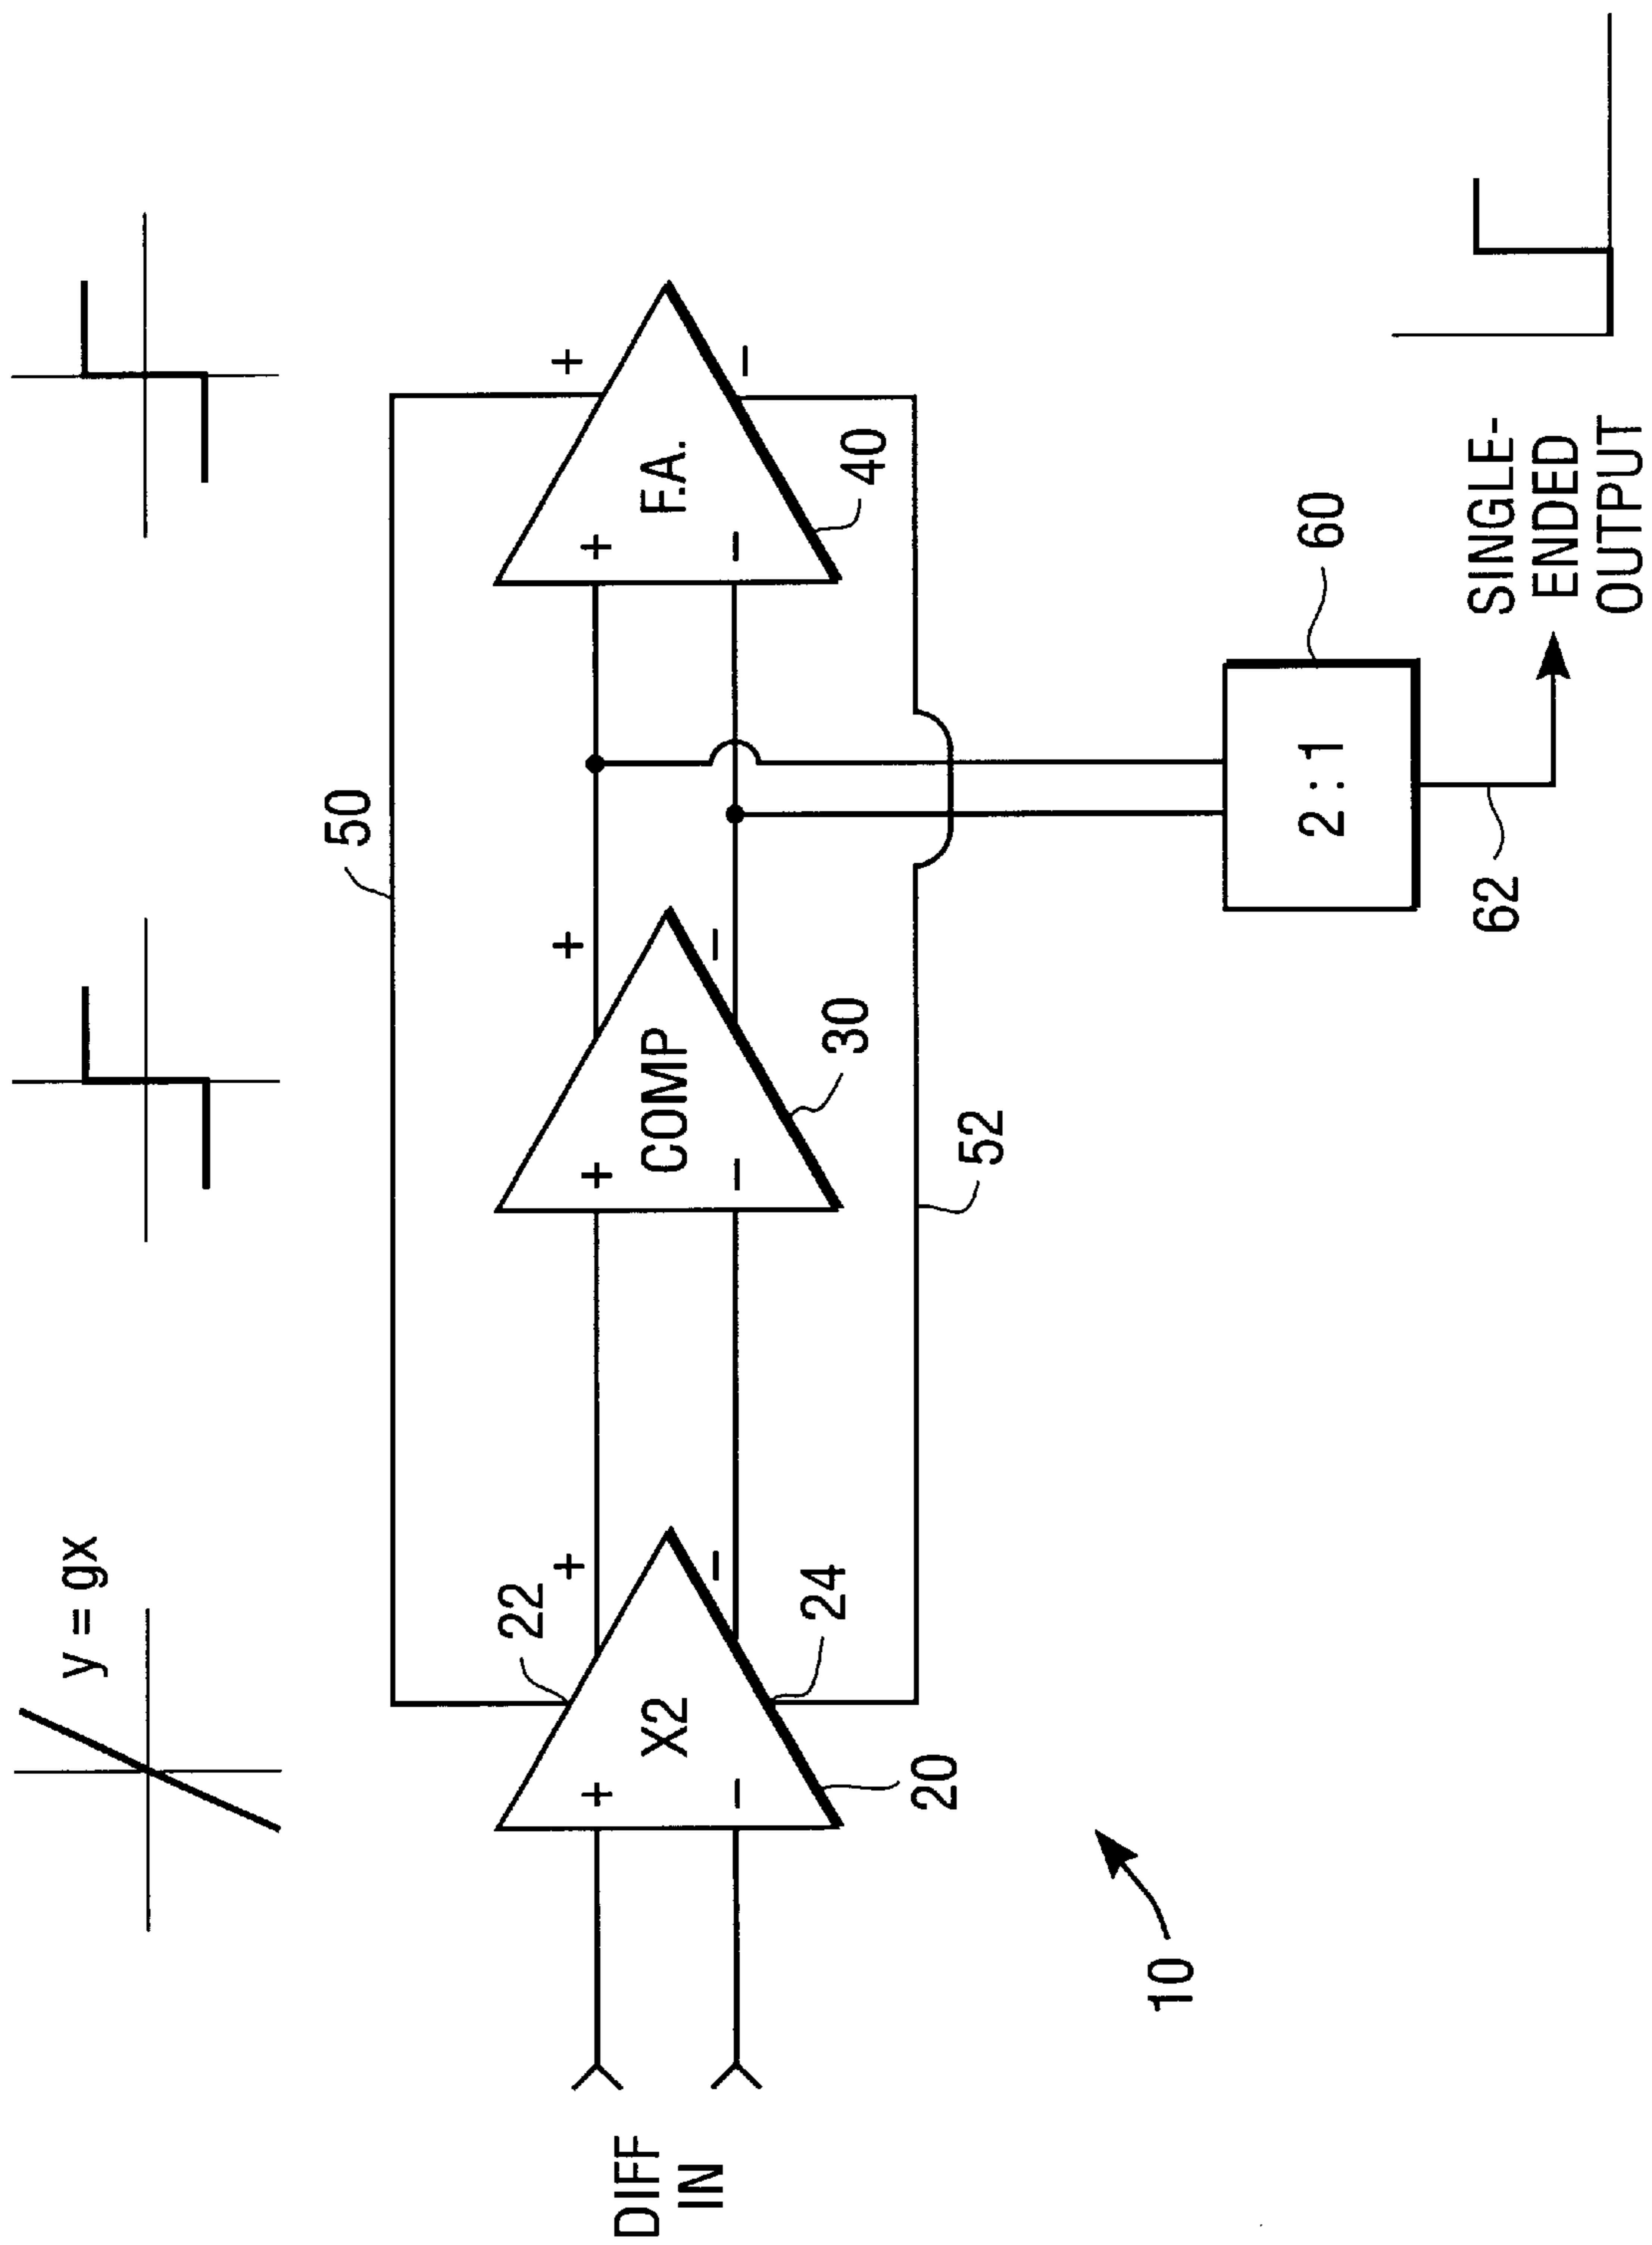 y = gx
50
22
+
+
+
+
+
+
DIFF
IN
X2
COMP
F.A.
−
−
−
−
−
−
20
24
30
40
52
10
2 : 1
60
62
SINGLE-
ENDED
OUTPUT